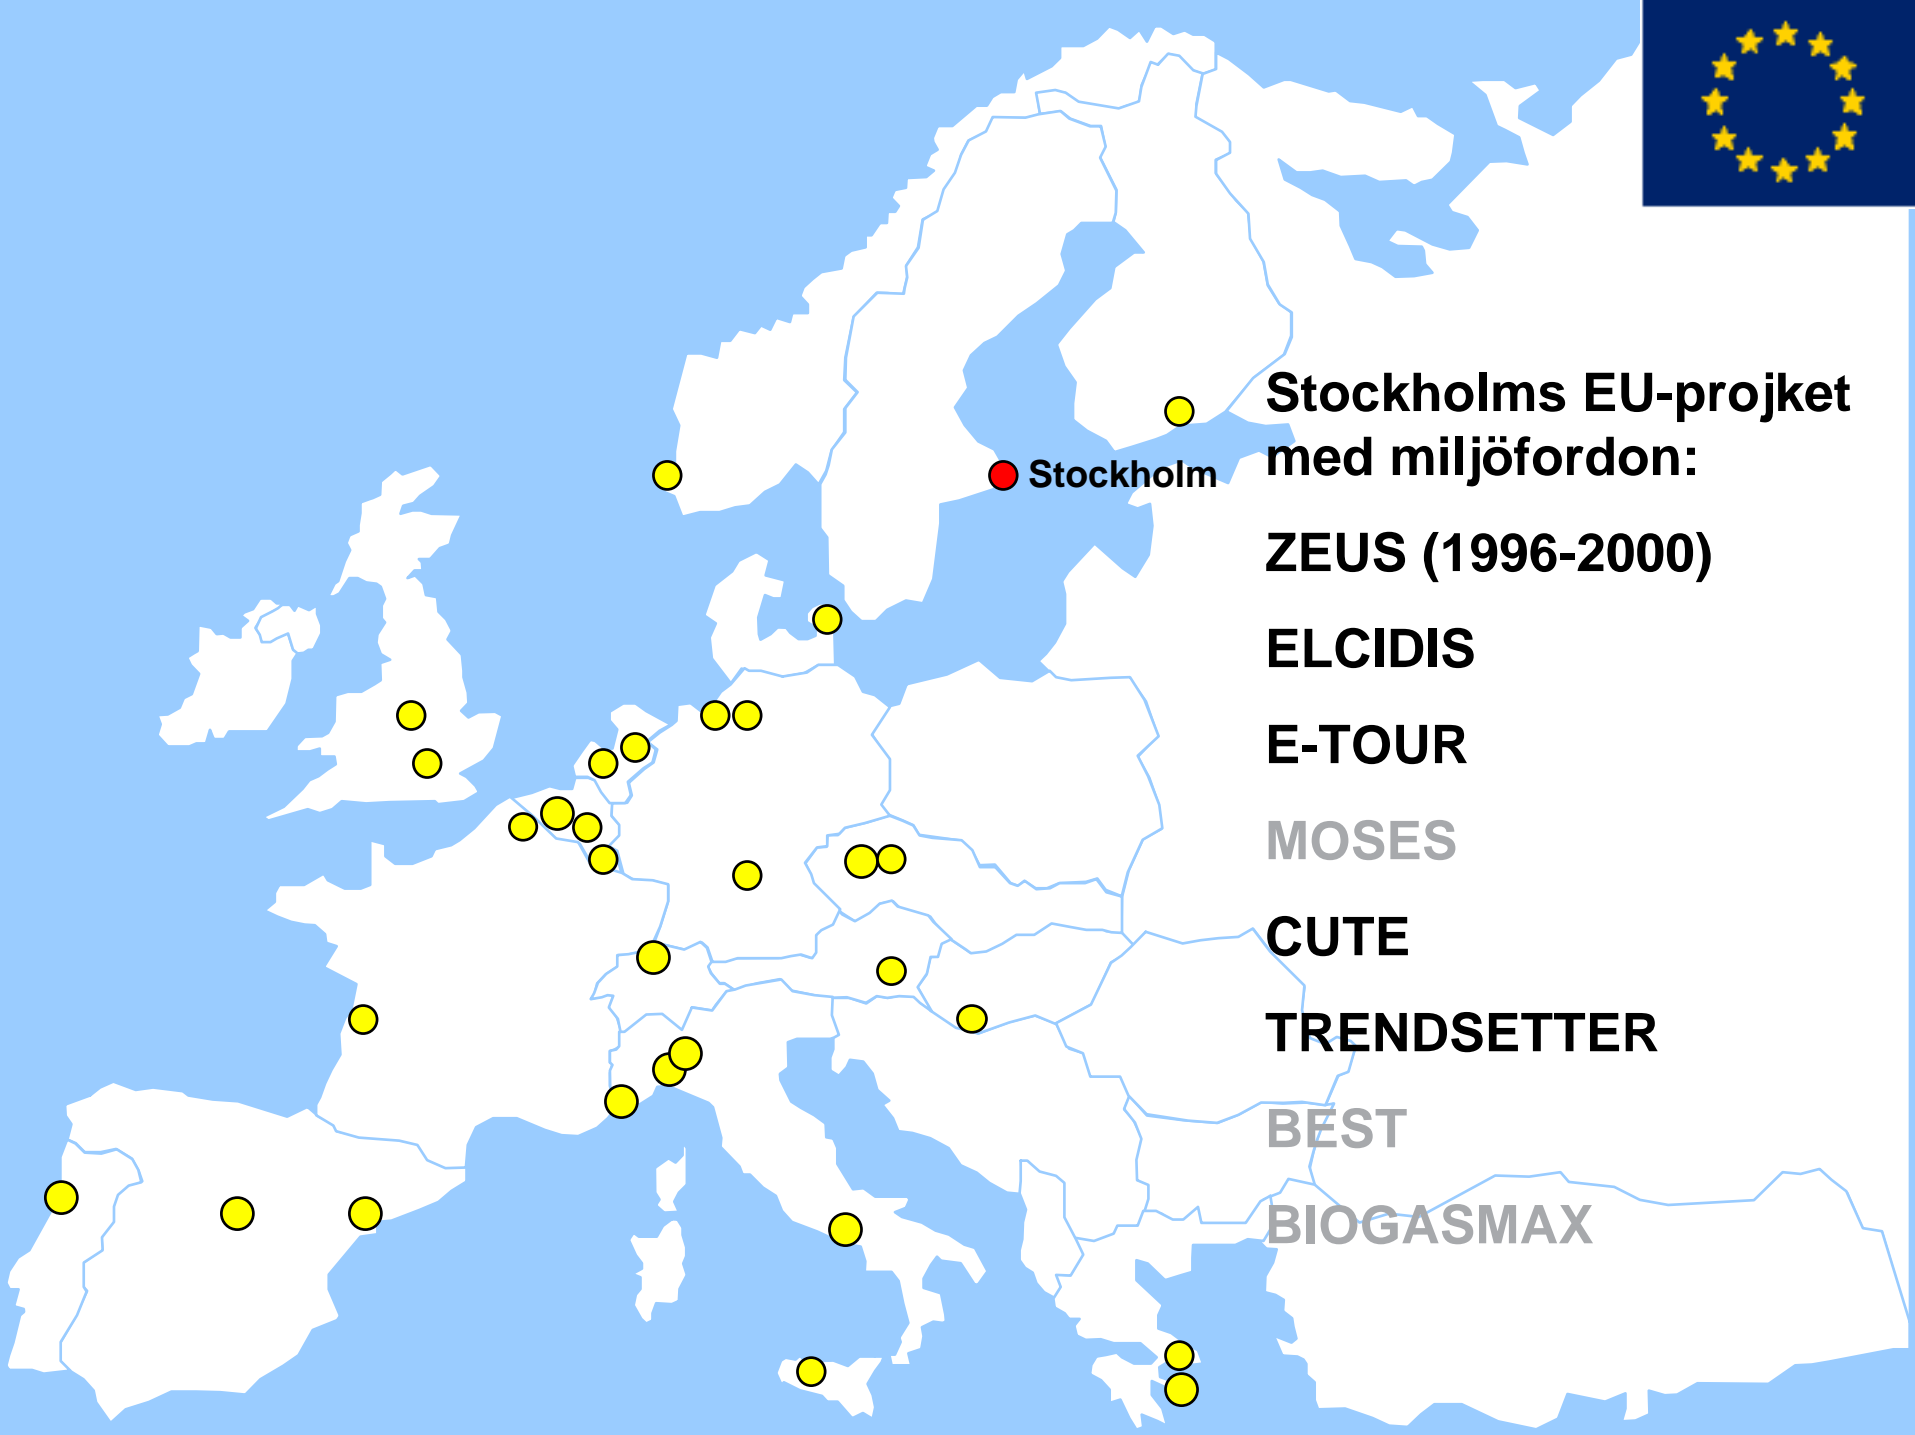 Stockholms EU-projket
med miljöfordon:
Stockholm
ZEUS (1996-2000)
ELCIDIS
E-TOUR
MOSES
CUTE
TRENDSETTER
BEST
BIOGASMAX